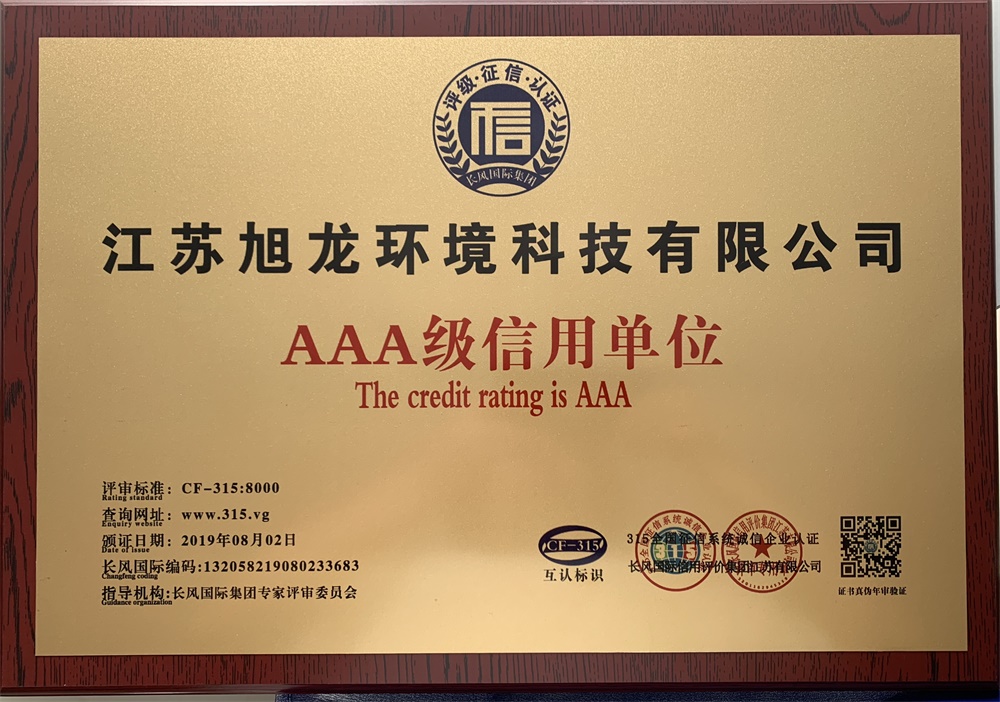 评级·征信·认证
信
长风国际集团
江苏旭龙环境科技有限公司
AAA级信用单位
The credit rating is AAA
评审标准: CF-315:8000
Rating standard
查询网址: www.315.vg
Enquiry website
颁证日期: 2019年08月02日
Date of issue
长风国际编码:132058219080233683
Changfeng coding
指导机构:长风国际集团专家评审委员会
Guidance organization
CF-315
互认标识
315全国征信系统诚信企业认证
长风国际信用评价集团江苏有限公司
315
证书真伪年审验证